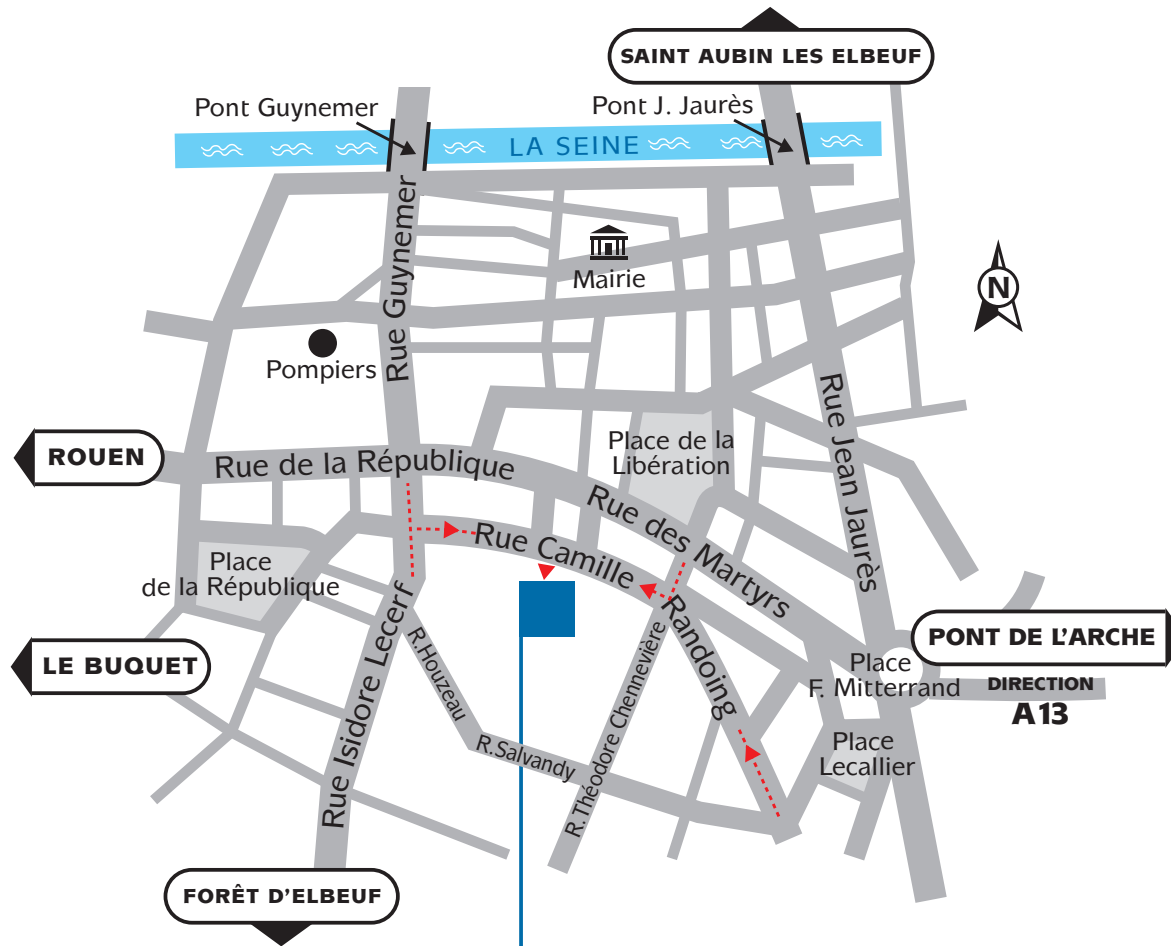 SAINT AUBIN LES ELBEUF
Pont Guynemer
Pont J. Jaurès
LA SEINE
Rue Guynemer
Mairie
N
Pompiers
Rue Jean Jaurès
ROUEN
Rue de la République
Place de la
Libération
Rue des Martyrs
Rue Camille
Randoing
Place
de la République
LE BUQUET
Rue Isidore Lecerf
R.Houzeau
R.Salvandy
R.Théodore Chennevière
PONT DE L’ARCHE
Place
F. Mitterrand
DIRECTION
A13
Place
Lecallier
FORÊT D’ELBEUF